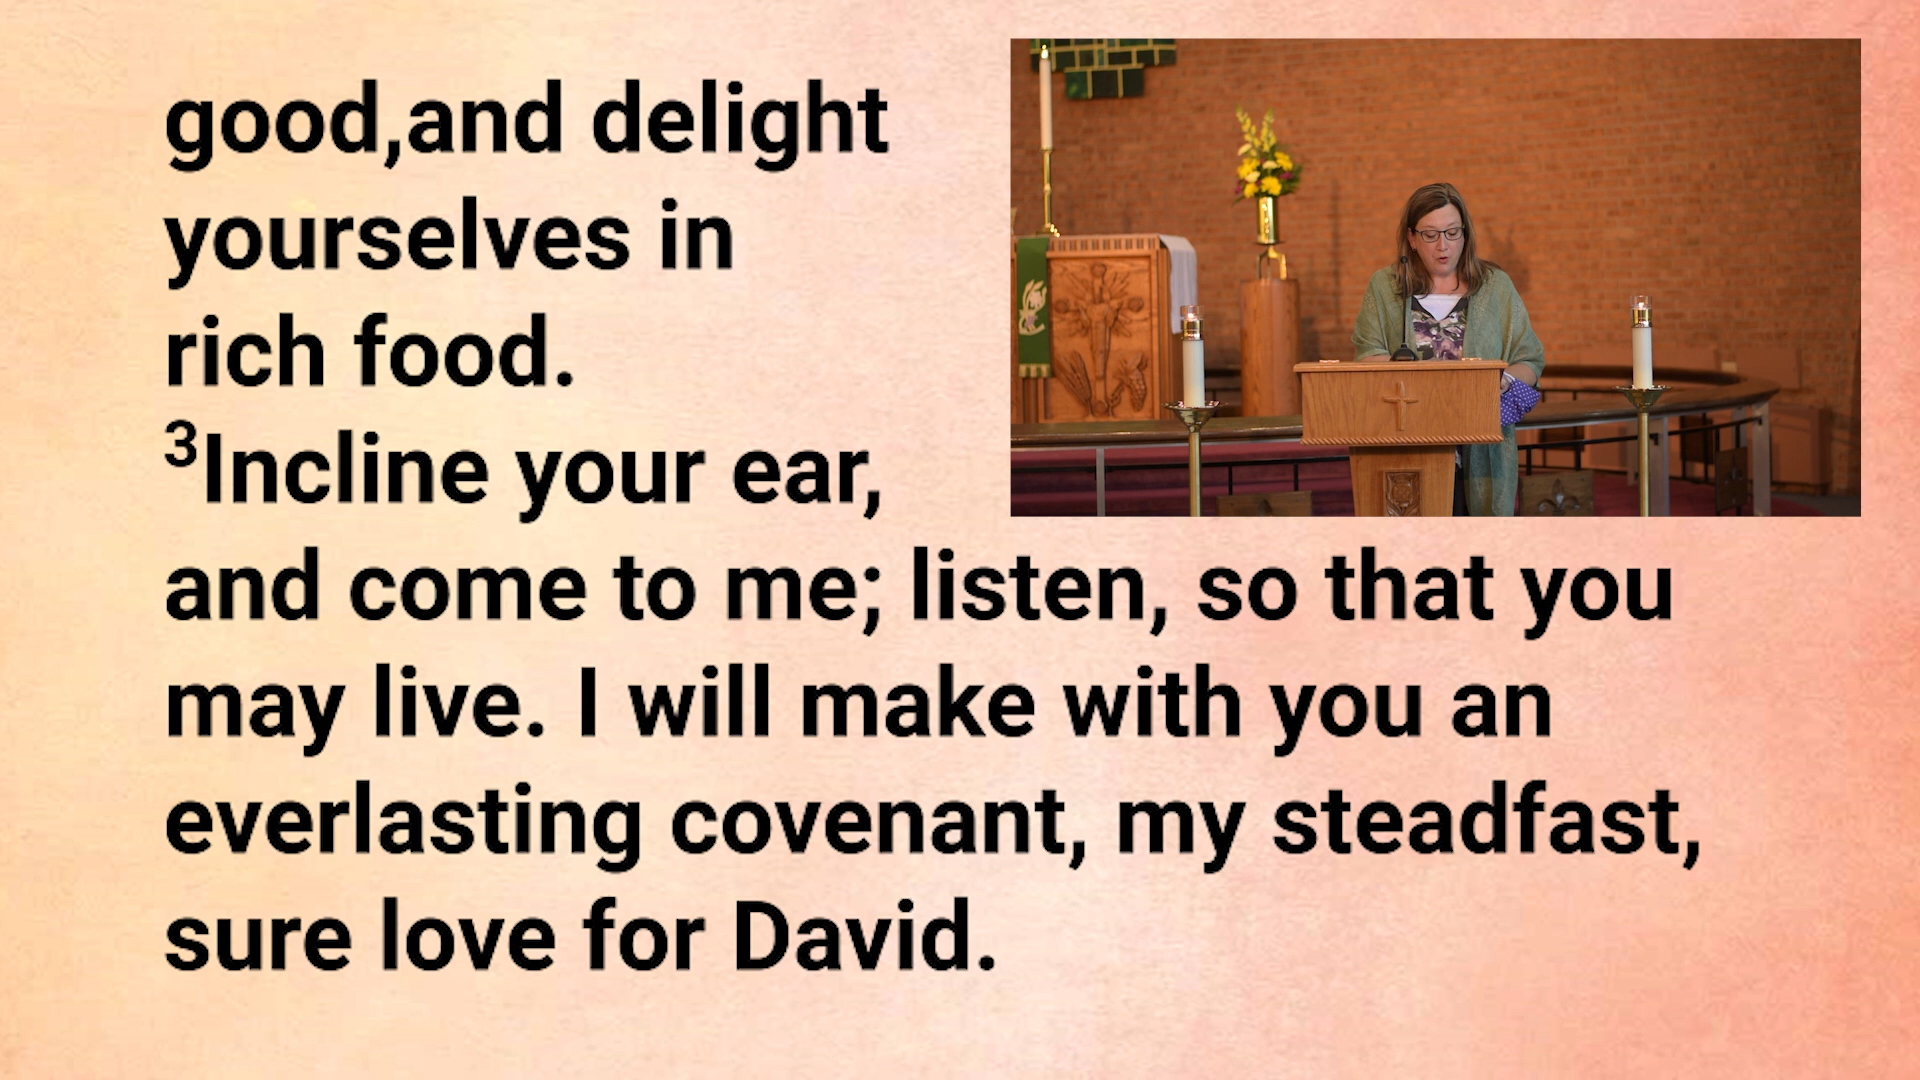 good,and delight
yourselves in
rich food.
³Incline your ear,
and come to me; listen, so that you
may live. I will make with you an
everlasting covenant, my steadfast,
sure love for David.